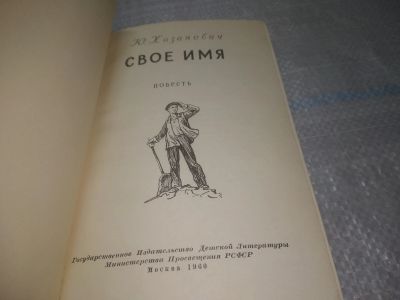 Ю. Хазанович
СВОЕ ИМЯ
ПОВЕСТЬ
Государственное Издательство Детской Литературы
Министерства Просвещения РСФСР
Москва 1960